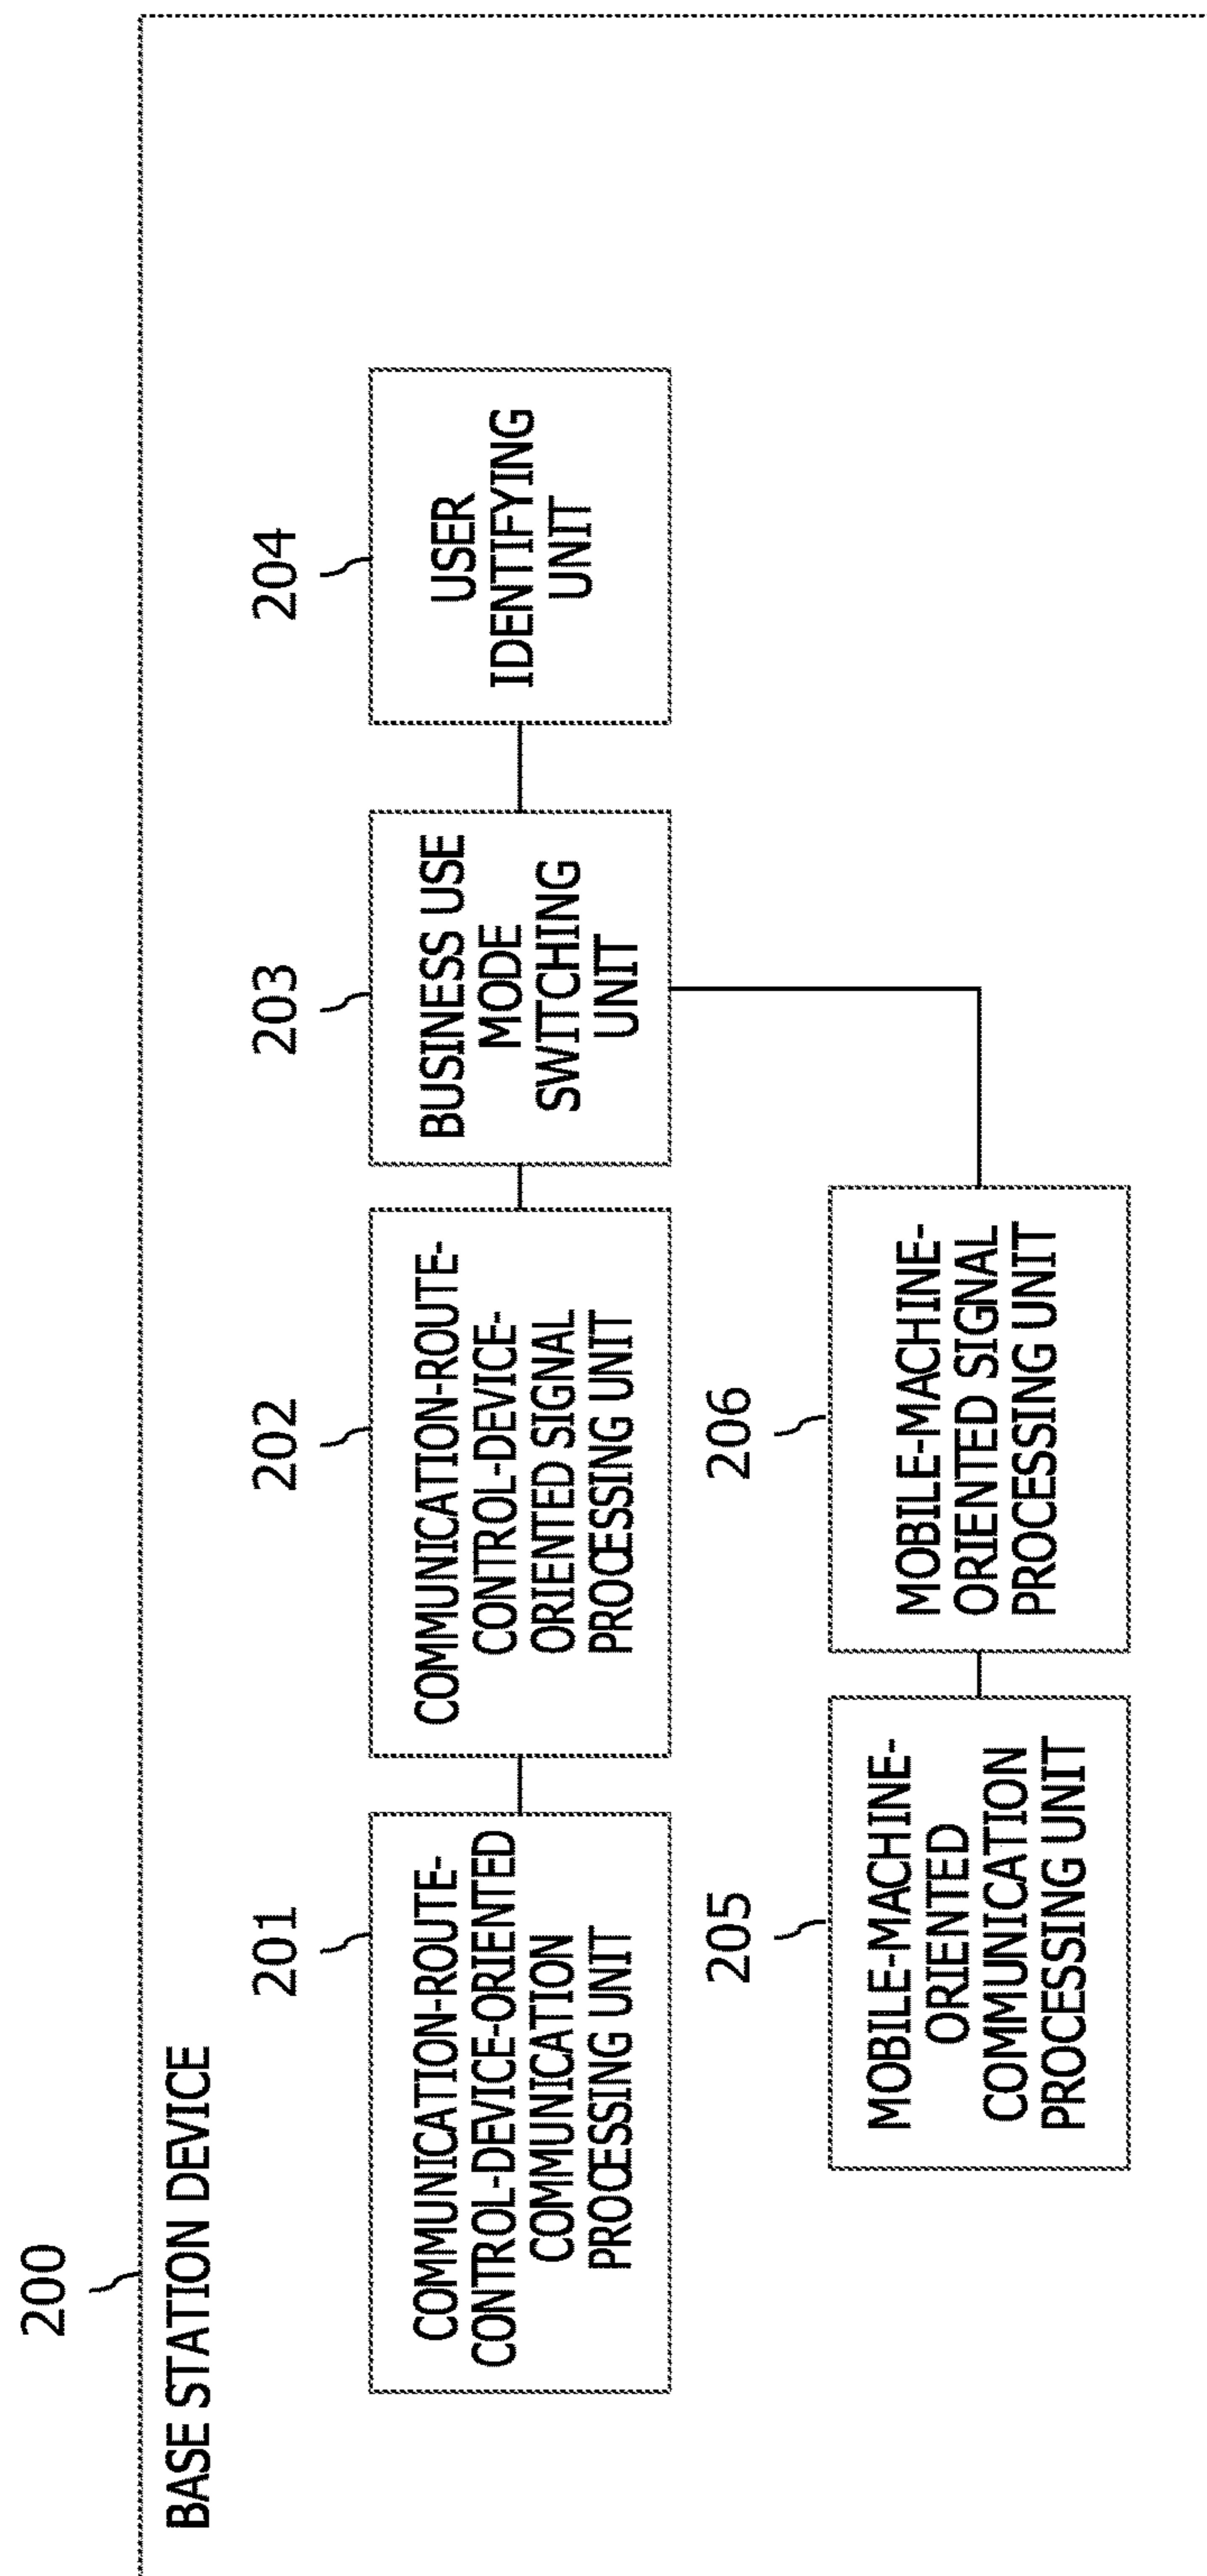 200
BASE STATION DEVICE
201
COMMUNICATION-ROUTE-
CONTROL-DEVICE-ORIENTED
COMMUNICATION
PROCESSING UNIT
202
COMMUNICATION-ROUTE-
CONTROL-DEVICE-
ORIENTED SIGNAL
PROCESSING UNIT
203
BUSINESS USE
MODE
SWITCHING
UNIT
204
USER
IDENTIFYING
UNIT
205
MOBILE-MACHINE-
ORIENTED
COMMUNICATION
PROCESSING UNIT
206
MOBILE-MACHINE-
ORIENTED SIGNAL
PROCESSING UNIT